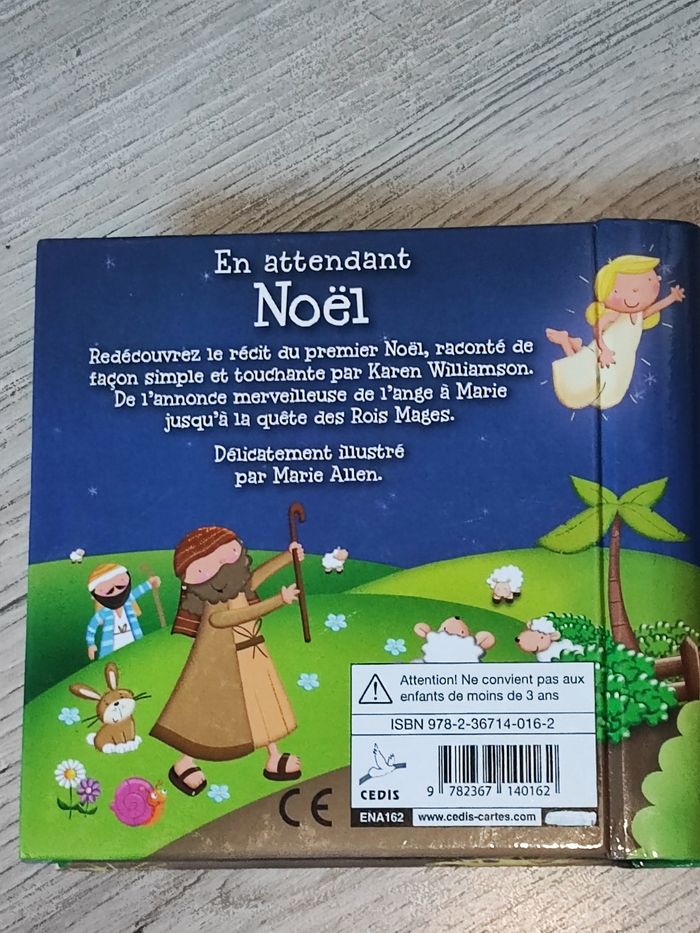 En attendant
Noël
Redécouvrez le récit du premier Noël, raconté de
façon simple et touchante par Karen Williamson.
De l'annonce merveilleuse de l'ange à Marie
jusqu'à la quête des Rois Mages.
Délicatement illustré
par Marie Allen.
Attention! Ne convient pas aux
enfants de moins de 3 ans
ISBN 978-2-36714-016-2
CEDIS
9 782367 140162
CE
ENA162 www.cedis-cartes.com